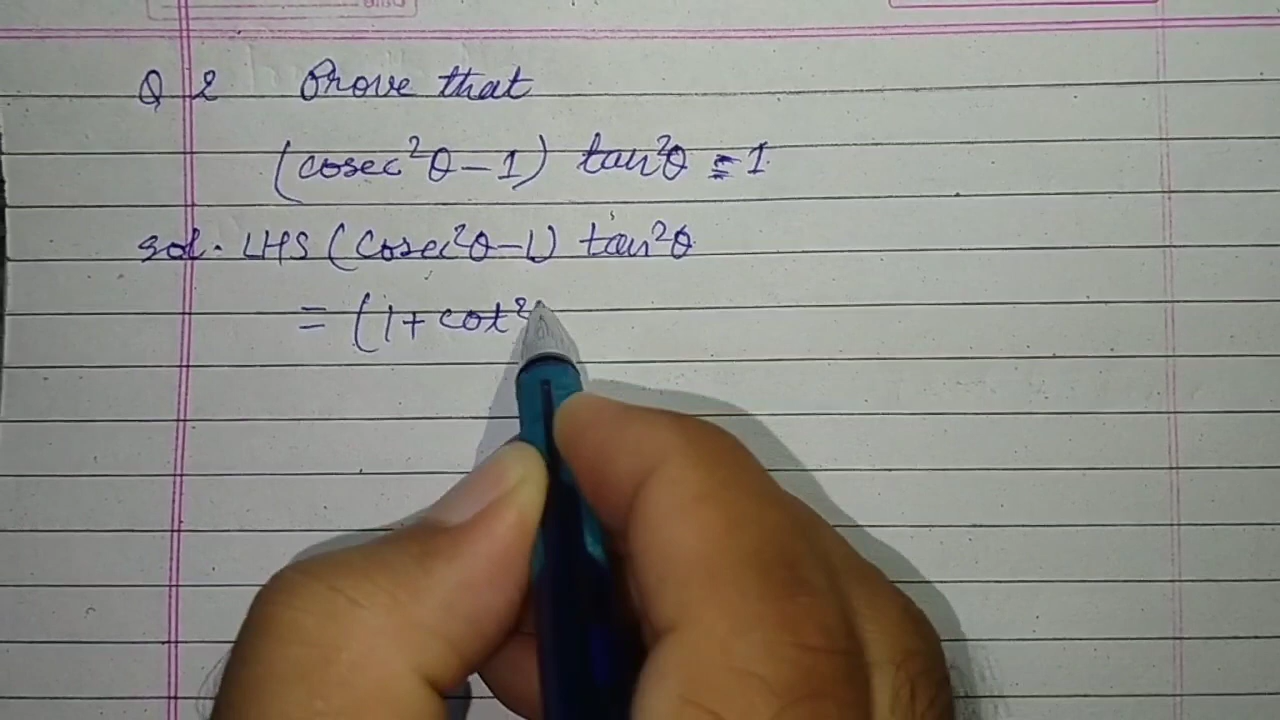 Q 2 Prove that
(cosec²θ-1) tan²θ = 1
sol. LHS (cosec²θ-1) tan²θ
= (1+cot²